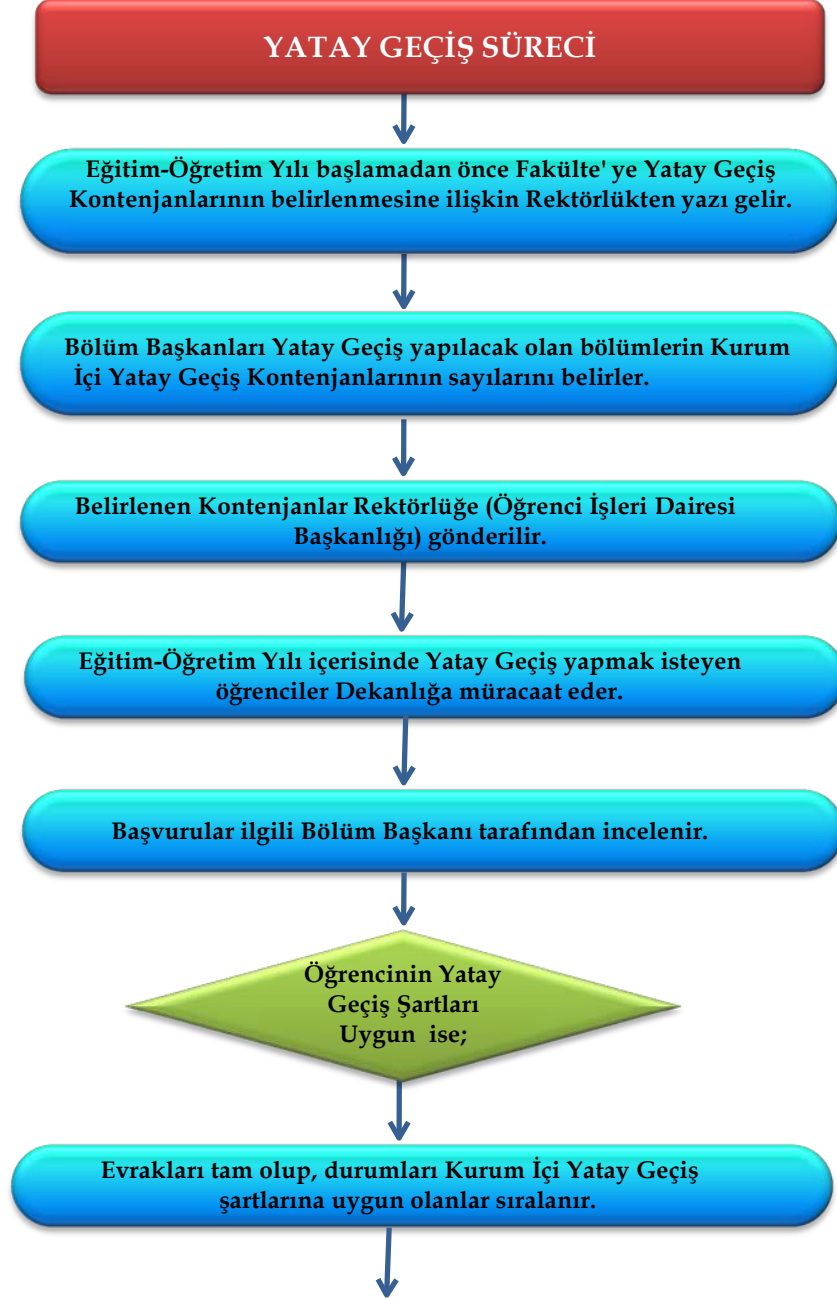 YATAY GEÇİŞ SÜRECİ
Eğitim-Öğretim Yılı başlamadan önce Fakülte' ye Yatay Geçiş
Kontenjanlarının belirlenmesine ilişkin Rektörlükten yazı gelir.
Bölüm Başkanları Yatay Geçiş yapılacak olan bölümlerin Kurum
İçi Yatay Geçiş Kontenjanlarının sayılarını belirler.
Belirlenen Kontenjanlar Rektörlüğe (Öğrenci İşleri Dairesi
Başkanlığı) gönderilir.
Eğitim-Öğretim Yılı içerisinde Yatay Geçiş yapmak isteyen
öğrenciler Dekanlığa müracaat eder.
Başvurular ilgili Bölüm Başkanı tarafından incelenir.
Öğrencinin Yatay
Geçiş Şartları
Uygun ise;
Evrakları tam olup, durumları Kurum İçi Yatay Geçiş
şartlarına uygun olanlar sıralanır.